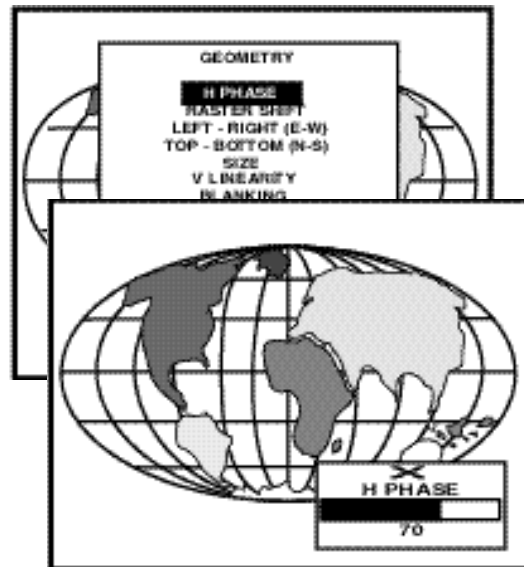 GEOMETRY
H PHASE
RASTER SHIFT
LEFT - RIGHT (E-W)
TOP - BOTTOM (N-S)
SIZE
V LINEARITY
BLANKING
H PHASE
70